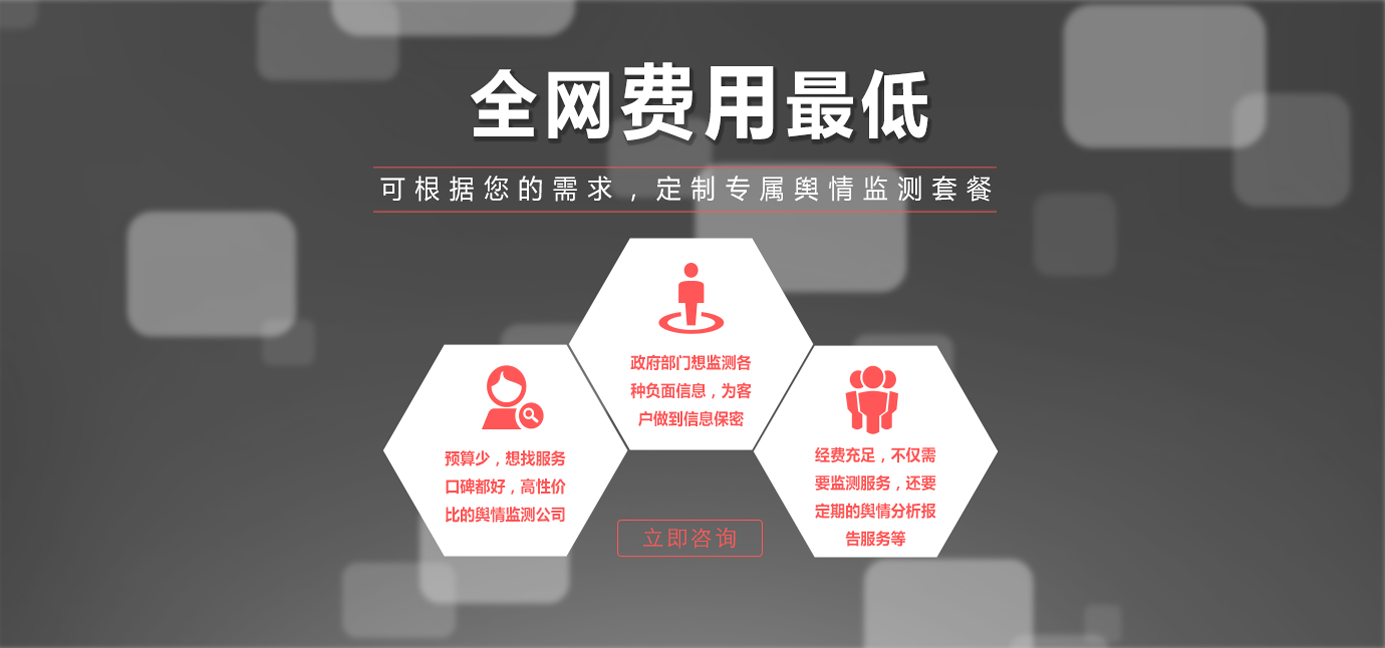 全网费用最低
可根据您的需求，定制专属舆情监测套餐
政府部门想监测各
种负面信息，为客
户做到信息保密
预算少，想找服务
口碑都好，高性价
比的舆情监测公司
经费充足，不仅需
要监测服务，还要
定期的舆情分析报
告服务等
立即咨询